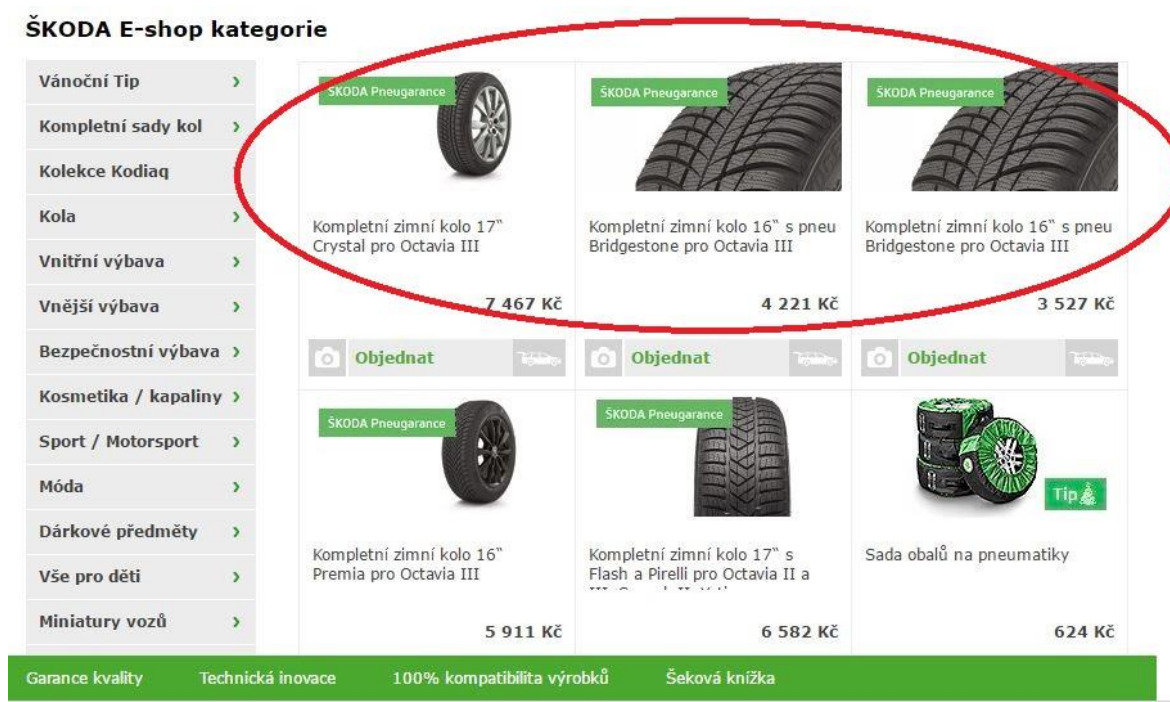 ŠKODA E-shop kategorie
Vánoční Tip
Kompletní sady kol
Kolekce Kodiaq
Kola
Vnitřní výbava
Vnější výbava
Bezpečnostní výbava
Kosmetika / kapaliny
Sport / Motorsport
Móda
Dárkové předměty
Vše pro děti
Miniatury vozů
ŠKODA Pneugarance
Kompletní zimní kolo 17“
Crystal pro Octavia III
7 467 Kč
Objednat
ŠKODA Pneugarance
Kompletní zimní kolo 16“ s pneu
Bridgestone pro Octavia III
4 221 Kč
Objednat
ŠKODA Pneugarance
Kompletní zimní kolo 16“ s pneu
Bridgestone pro Octavia III
3 527 Kč
Objednat
ŠKODA Pneugarance
Kompletní zimní kolo 16“
Premia pro Octavia III
5 911 Kč
ŠKODA Pneugarance
Kompletní zimní kolo 17“ s
Flash a Pirelli pro Octavia II a
6 582 Kč
Tip
Sada obalů na pneumatiky
624 Kč
Garance kvality
Technická inovace
100% kompatibilita výrobků
Šeková knížka